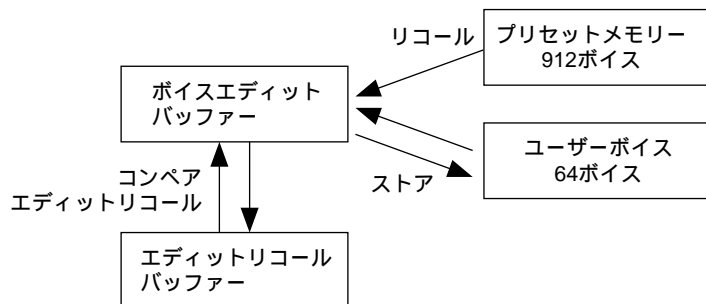 リコール
プリセットメモリー
912ボイス
ボイスエディット
バッファー
ユーザーボイス
64ボイス
ストア
コンペア
エディットリコール
エディットリコール
バッファー